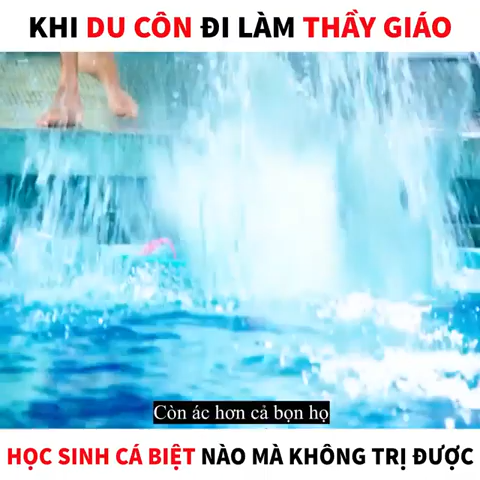 KHI DU CÔN ĐI LÀM THẦY GIÁO
Còn ác hơn cả bọn họ
HỌC SINH CÁ BIỆT NÀO MÀ KHÔNG TRỊ ĐƯỢC